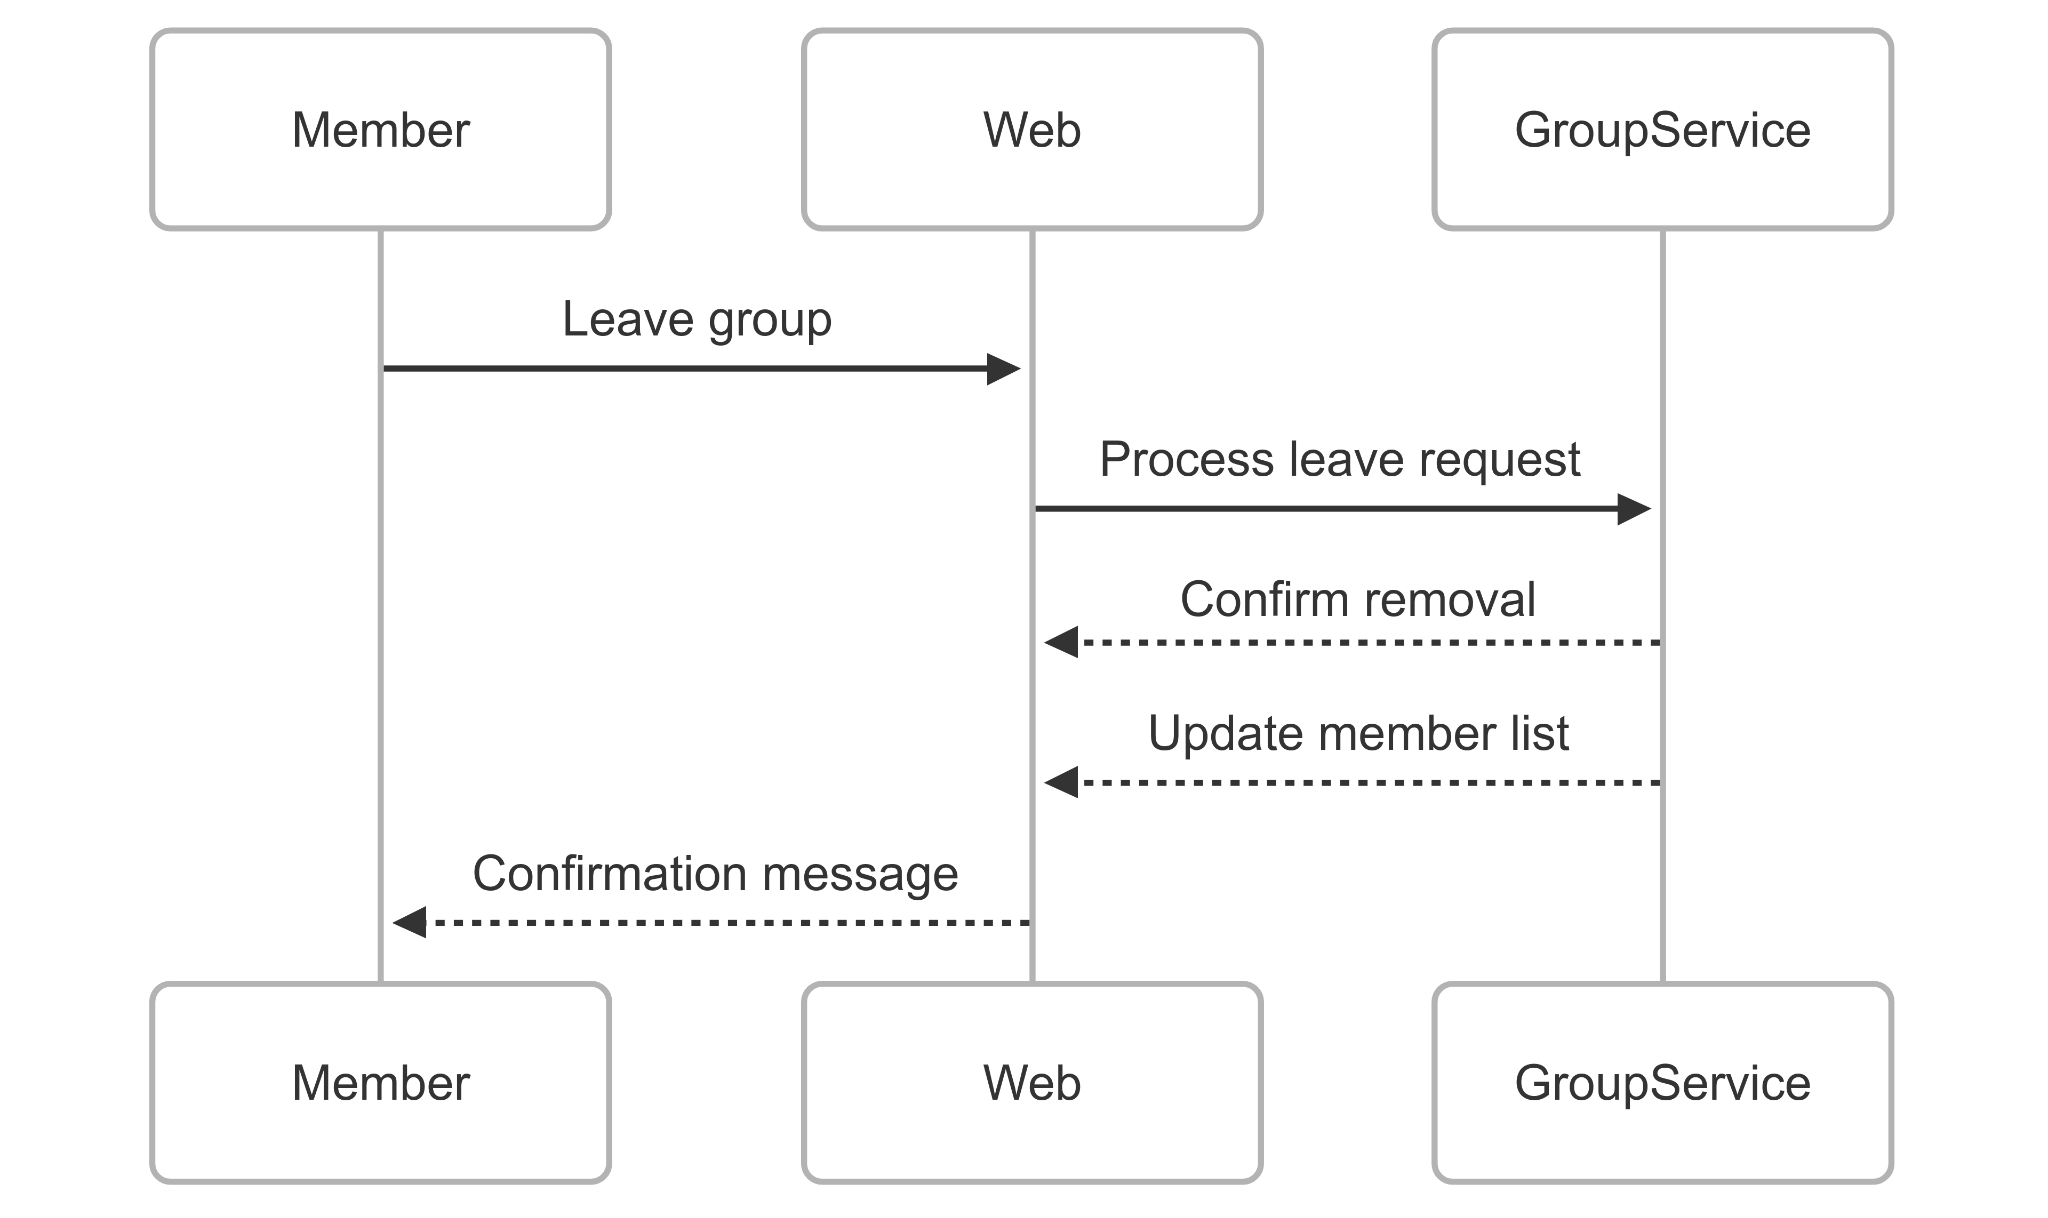 Member
Web
GroupService
Leave group
Process leave request
Confirm removal
Update member list
Confirmation message
Member
Web
GroupService